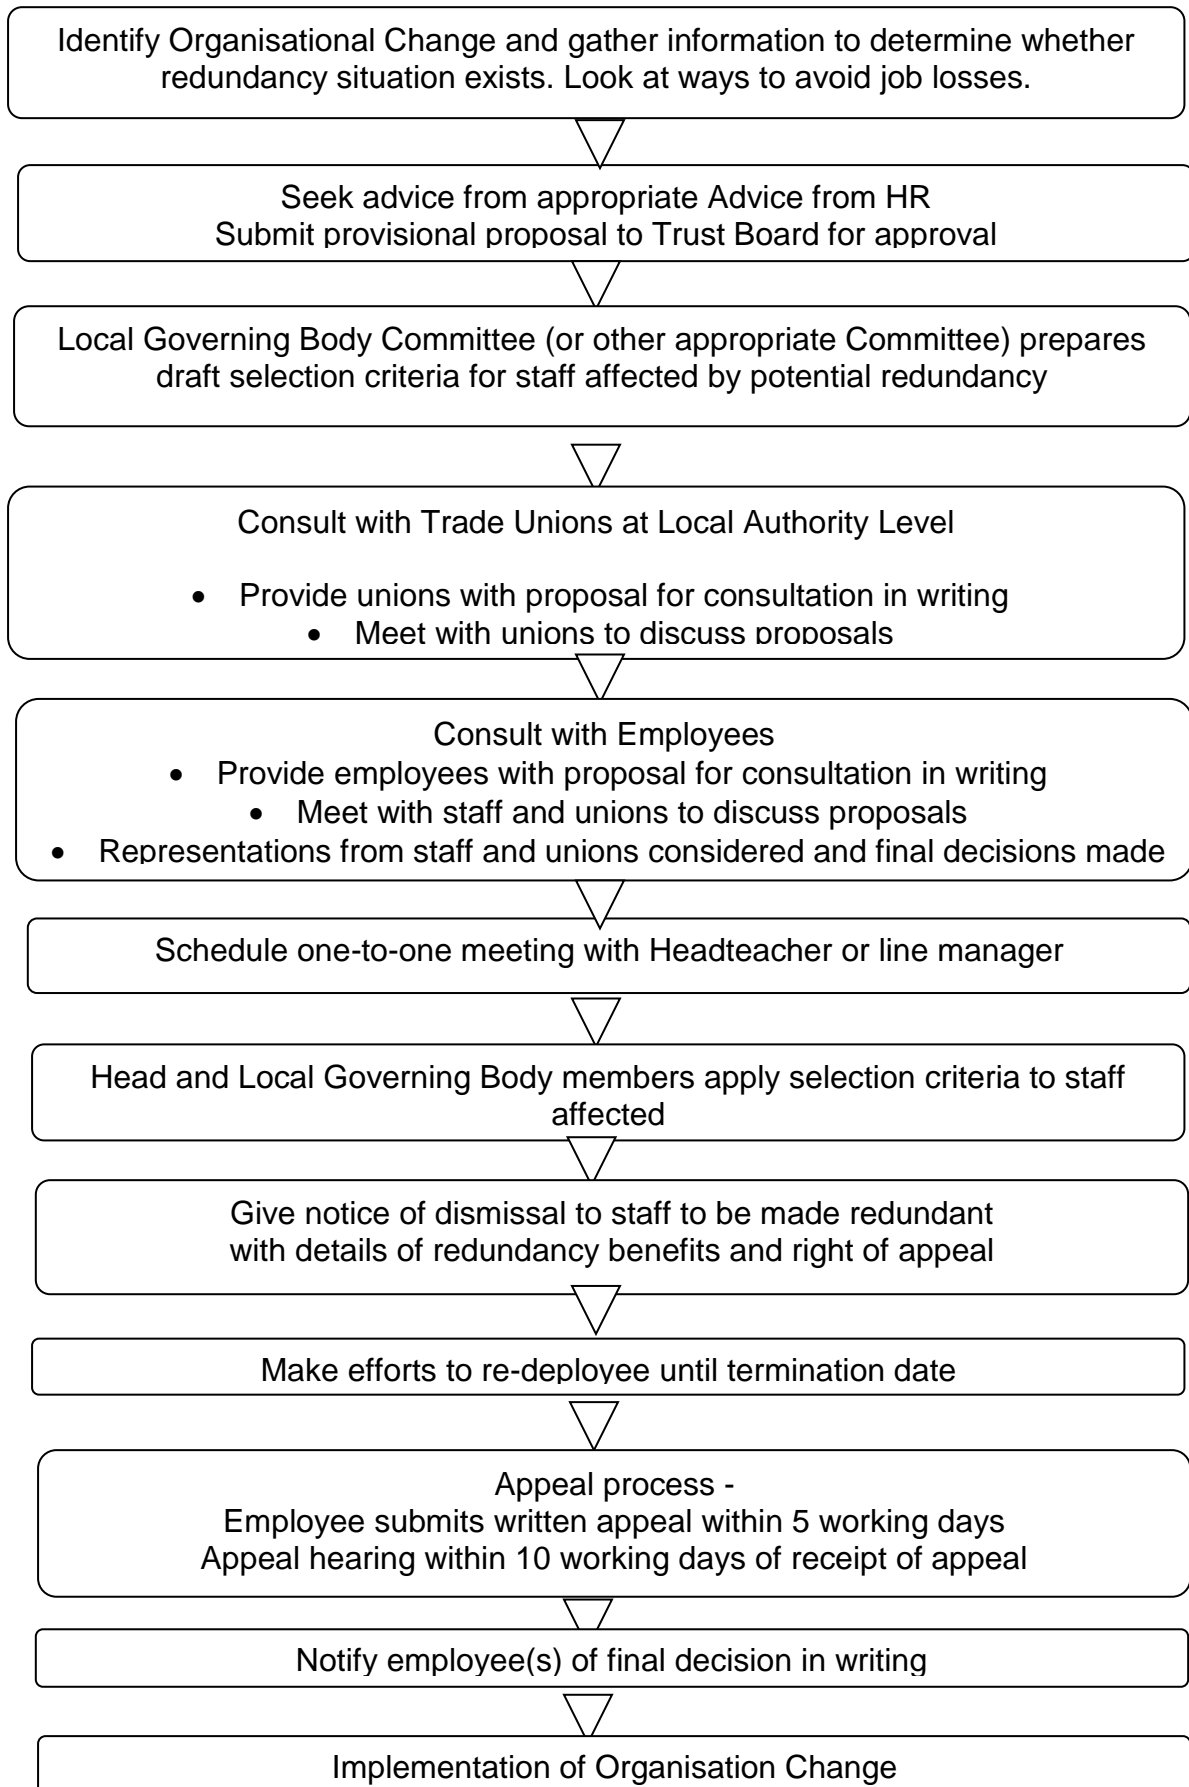 Identify Organisational Change and gather information to determine whether
redundancy situation exists. Look at ways to avoid job losses.
Seek advice from appropriate Advice from HR
Submit provisional proposal to Trust Board for approval
Local Governing Body Committee (or other appropriate Committee) prepares
draft selection criteria for staff affected by potential redundancy
Consult with Trade Unions at Local Authority Level
• Provide unions with proposal for consultation in writing
• Meet with unions to discuss proposals
Consult with Employees
• Provide employees with proposal for consultation in writing
• Meet with staff and unions to discuss proposals
• Representations from staff and unions considered and final decisions made
Schedule one-to-one meeting with Headteacher or line manager
Head and Local Governing Body members apply selection criteria to staff
affected
Give notice of dismissal to staff to be made redundant
with details of redundancy benefits and right of appeal
Make efforts to re-deployee until termination date
Appeal process -
Employee submits written appeal within 5 working days
Appeal hearing within 10 working days of receipt of appeal
Notify employee(s) of final decision in writing
Implementation of Organisation Change